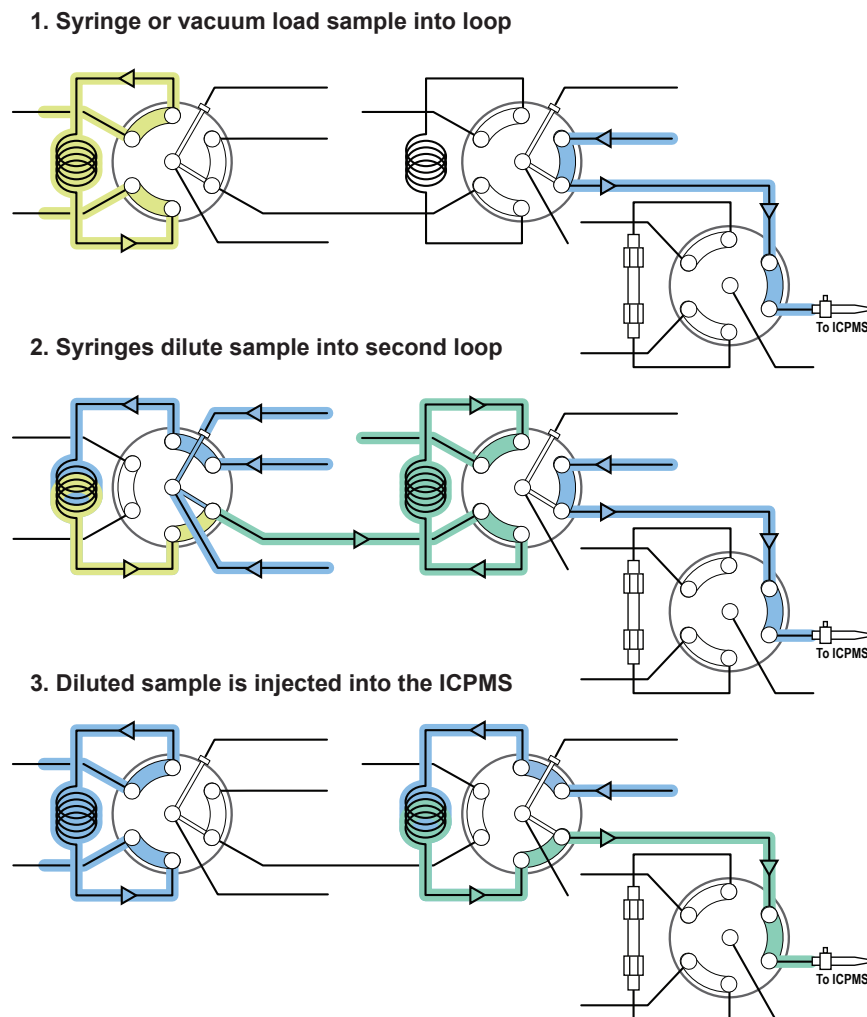 1. Syringe or vacuum load sample into loop
To ICPMS
2. Syringes dilute sample into second loop
To ICPMS
3. Diluted sample is injected into the ICPMS
To ICPMS